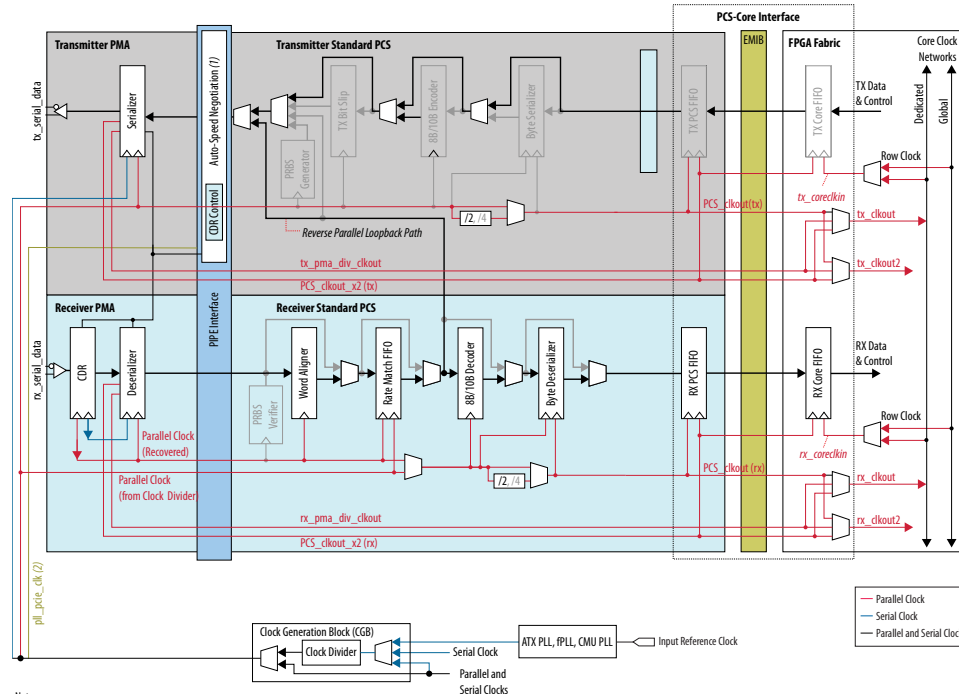 PCS-Core Interface
Transmitter PMA
Transmitter Standard PCS
EMIB
FPGA Fabric
Core Clock
Networks
Dedicated
Global
tx_serial_data
Serializer
Auto-Speed Negotiation (1)
CDR Control
PIPE Interface
PRBS
Generator
TX Bit Slip
8B/10B Encoder
Byte Serializer
TX PCS FIFO
TX Core FIFO
TX Data
& Control
Row Clock
tx_coreclkin
PCS_clkout(tx)
/2, /4
Reverse Parallel Loopback Path
tx_clkout
tx_pma_div_clkout
tx_clkout2
PCS_clkout_x2 (tx)
Receiver PMA
Receiver Standard PCS
rx_serial_data
CDR
Deserializer
PRBS
Verifier
Word Aligner
Rate Match FIFO
8B/10B Decoder
Byte Deserializer
RX PCS FIFO
RX Core FIFO
RX Data
& Control
Row Clock
rx_coreclkin
Parallel Clock
(Recovered)
Parallel Clock
(from Clock Divider)
PCS_clkout (rx)
/2, /4
rx_clkout
rx_pma_div_clkout
rx_clkout2
PCS_clkout_x2 (rx)
pll_pcie_clk (2)
Parallel Clock
Serial Clock
Parallel and Serial Clock
Clock Generation Block (CGB)
Clock Divider
Serial Clock
ATX PLL, fPLL, CMU PLL
Input Reference Clock
Parallel and
Serial Clocks